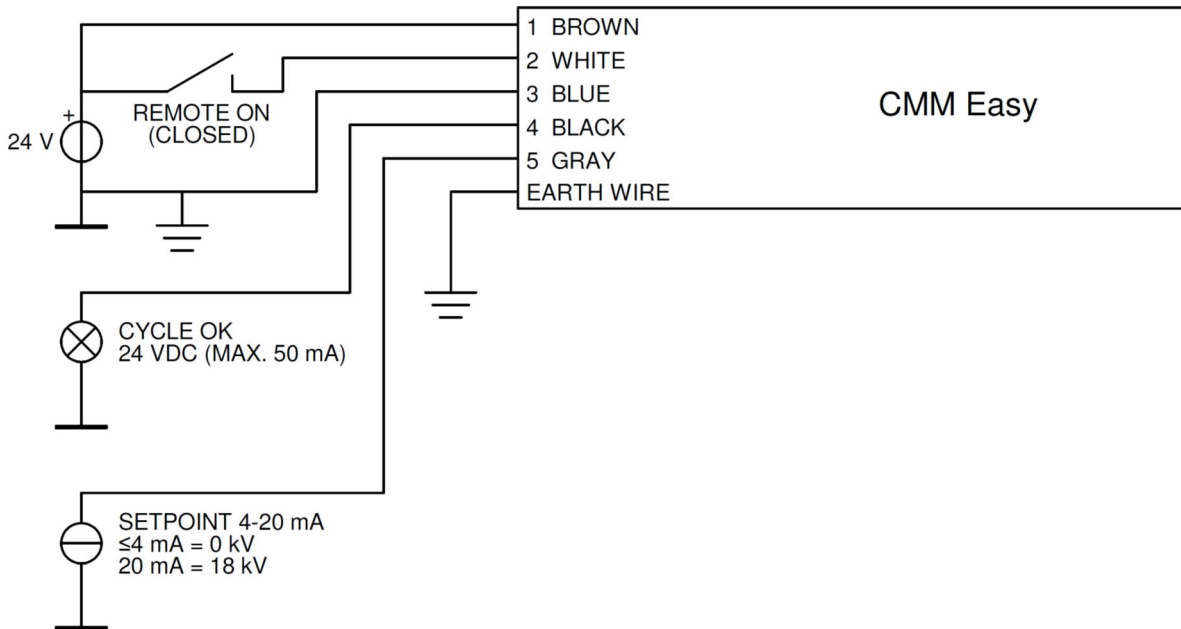 1 BROWN
2 WHITE
3 BLUE
4 BLACK
5 GRAY
EARTH WIRE
CMM Easy
REMOTE ON
(CLOSED)
+
24 V
CYCLE OK
24 VDC (MAX. 50 mA)
SETPOINT 4-20 mA
≤4 mA = 0 kV
20 mA = 18 kV